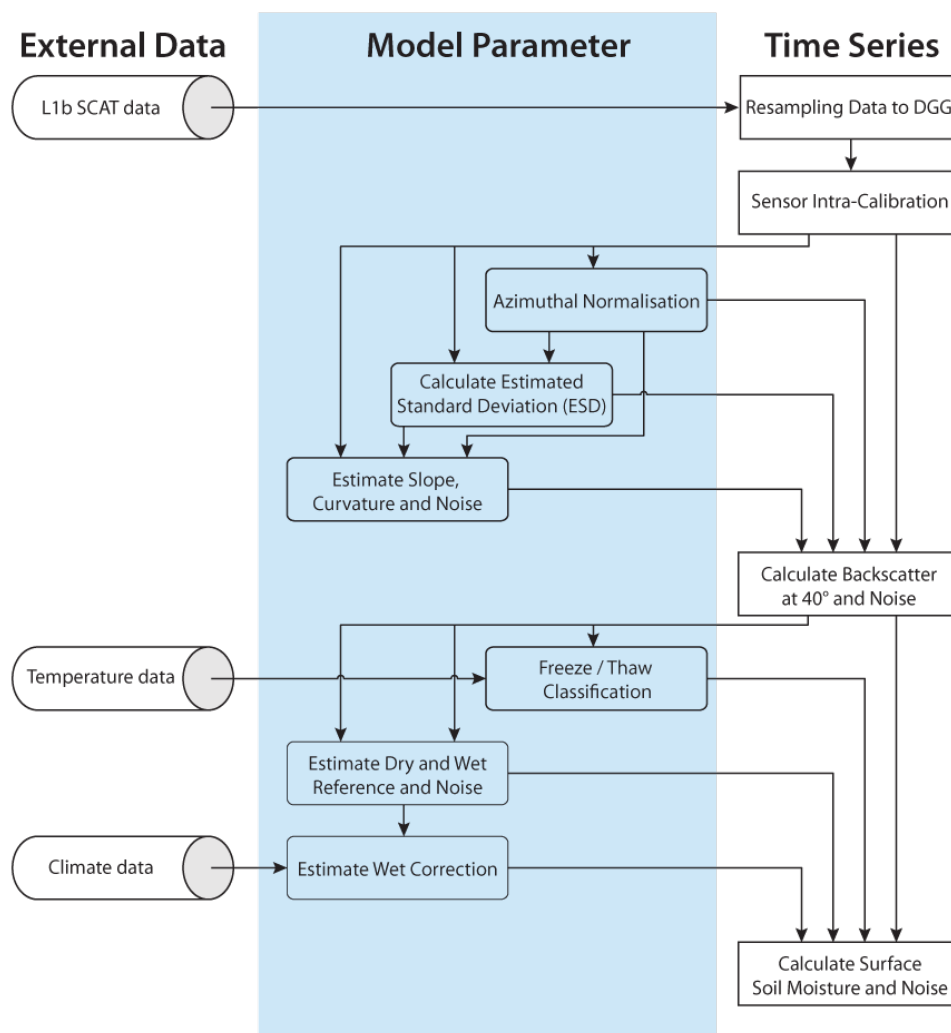 External Data
Model Parameter
Time Series
L1b SCAT data
Resampling Data to DGG
Sensor Intra-Calibration
Azimuthal Normalisation
Calculate Estimated
Standard Deviation (ESD)
Estimate Slope,
Curvature and Noise
Calculate Backscatter
at 40° and Noise
Temperature data
Freeze / Thaw
Classification
Estimate Dry and Wet
Reference and Noise
Climate data
Estimate Wet Correction
Calculate Surface
Soil Moisture and Noise